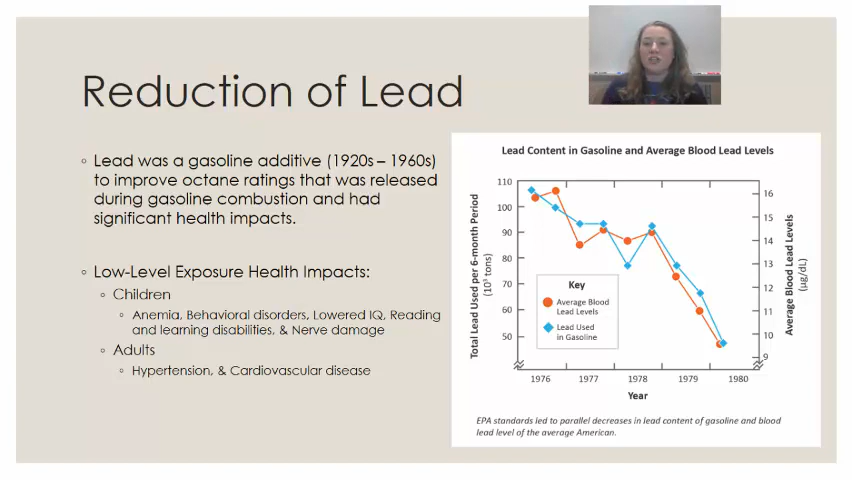 Reduction of Lead
◦ Lead was a gasoline additive (1920s – 1960s)
to improve octane ratings that was released
during gasoline combustion and had
significant health impacts.
◦ Low-Level Exposure Health Impacts:
◦ Children
◦ Anemia, Behavioral disorders, Lowered IQ, Reading
and learning disabilities, & Nerve damage
◦ Adults
◦ Hypertension, & Cardiovascular disease
Lead Content in Gasoline and Average Blood Lead Levels
Total Lead Used per 6-month Period
(10³ tons)
110
100
90
80
70
60
50
Key
Average Blood
Lead Levels
Lead Used
in Gasoline
16
15
14
13
12
11
10
9
Average Blood Lead Levels
(µg/dL)
1976 1977 1978 1979 1980
Year
EPA standards led to parallel decreases in lead content of gasoline and blood
lead level of the average American.